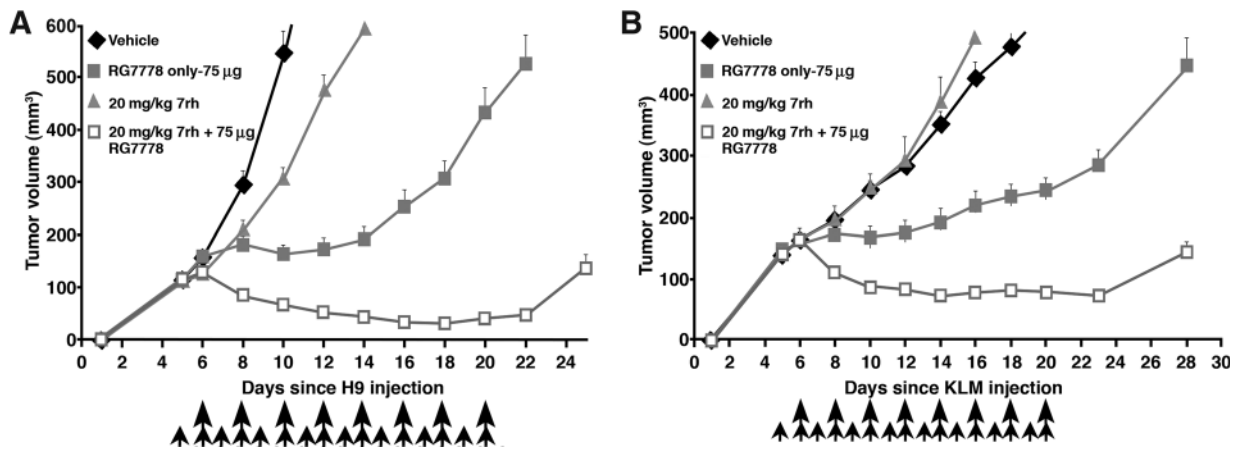 A
Tumor volume (mm³)
600
500
400
300
200
100
0
Vehicle
RG7778 only-75 µg
20 mg/kg 7rh
20 mg/kg 7rh + 75 µg
RG7778
0 2 4 6 8 10 12 14 16 18 20 22 24
Days since H9 injection
B
Tumor volume (mm³)
500
400
300
200
100
0
Vehicle
RG7778 only-75 µg
20 mg/kg 7rh
20 mg/kg 7rh + 75 µg
RG7778
0 2 4 6 8 10 12 14 16 18 20 22 24 26 28 30
Days since KLM injection